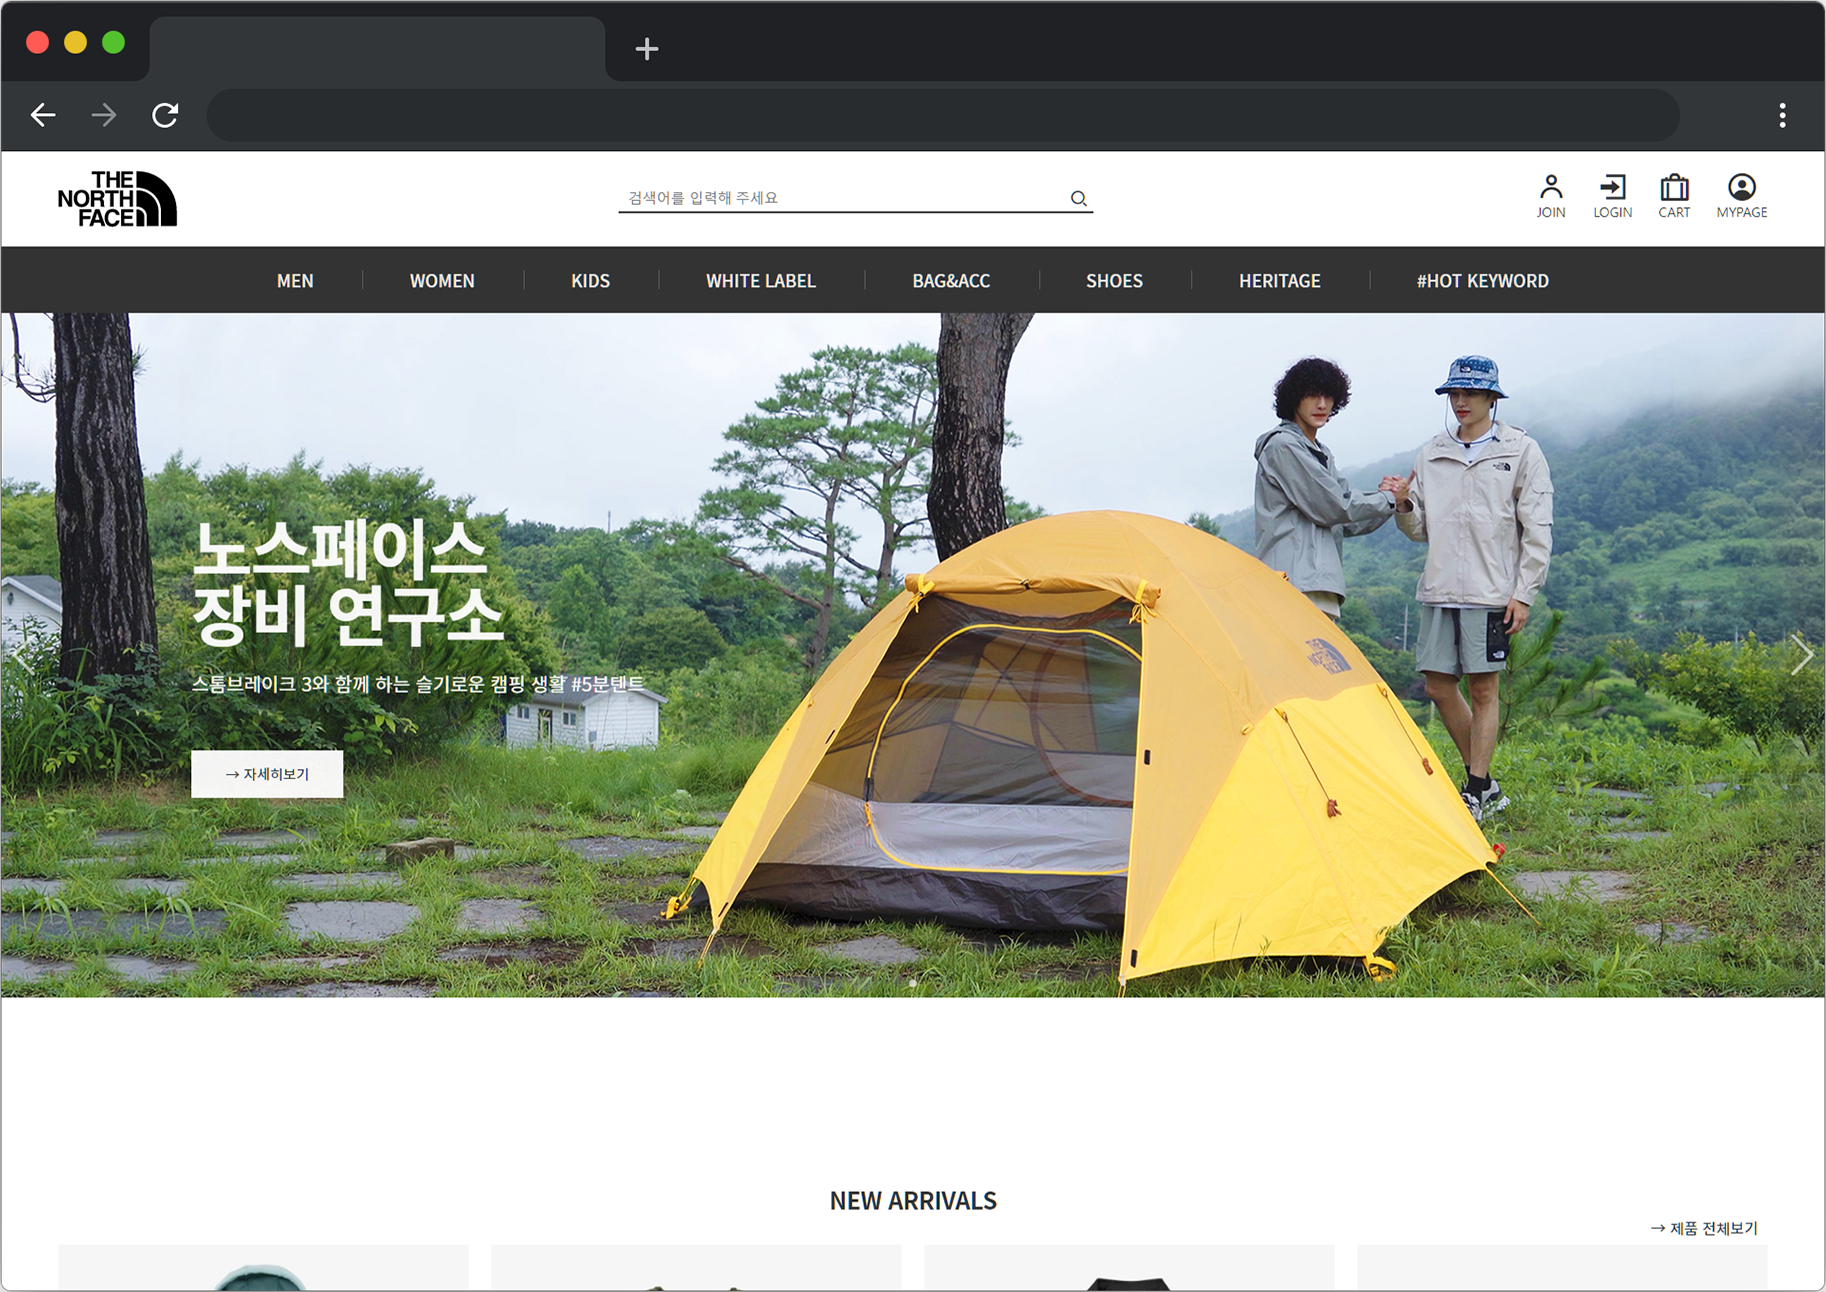 THE
NORTH
FACE
검색어를 입력해 주세요
JOIN
LOGIN
CART
MYPAGE
MEN
WOMEN
KIDS
WHITE LABEL
BAG&ACC
SHOES
HERITAGE
#HOT KEYWORD
노스페이스
장비 연구소
스톰브레이크 3와 함께 하는 슬기로운 캠핑 생활 #5분텐트
→ 자세히보기
THE
NORTH
FACE
NEW ARRIVALS
→ 제품 전체보기